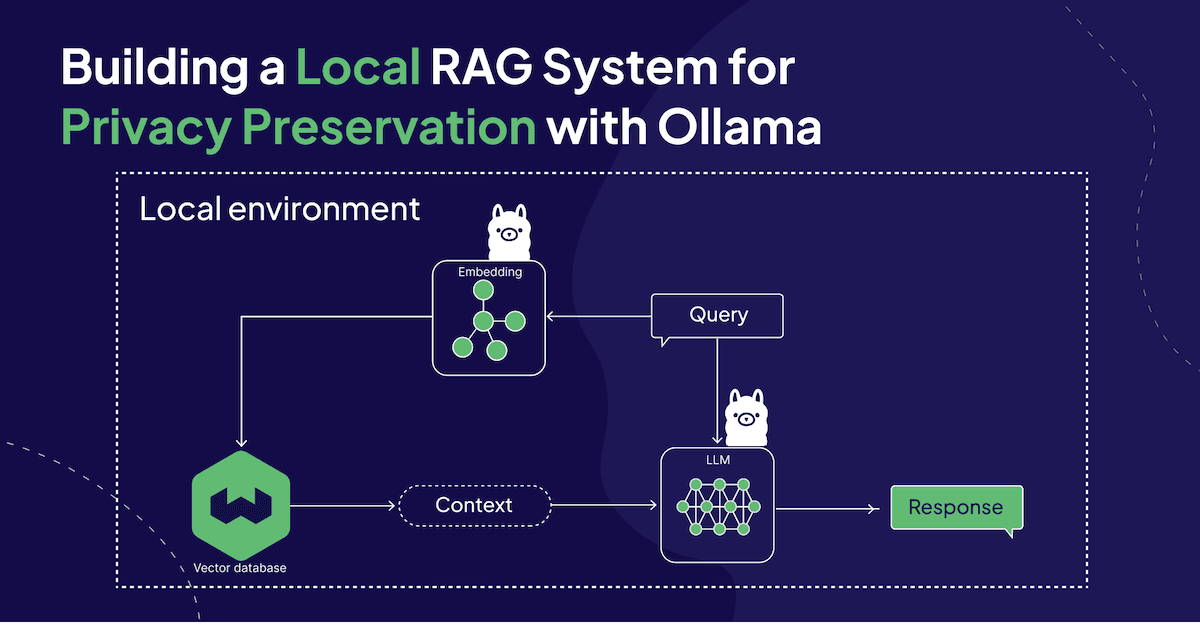 Building a Local RAG System for
Privacy Preservation with Ollama
Local environment
Embedding
Query
LLM
Vector database
Context
Response